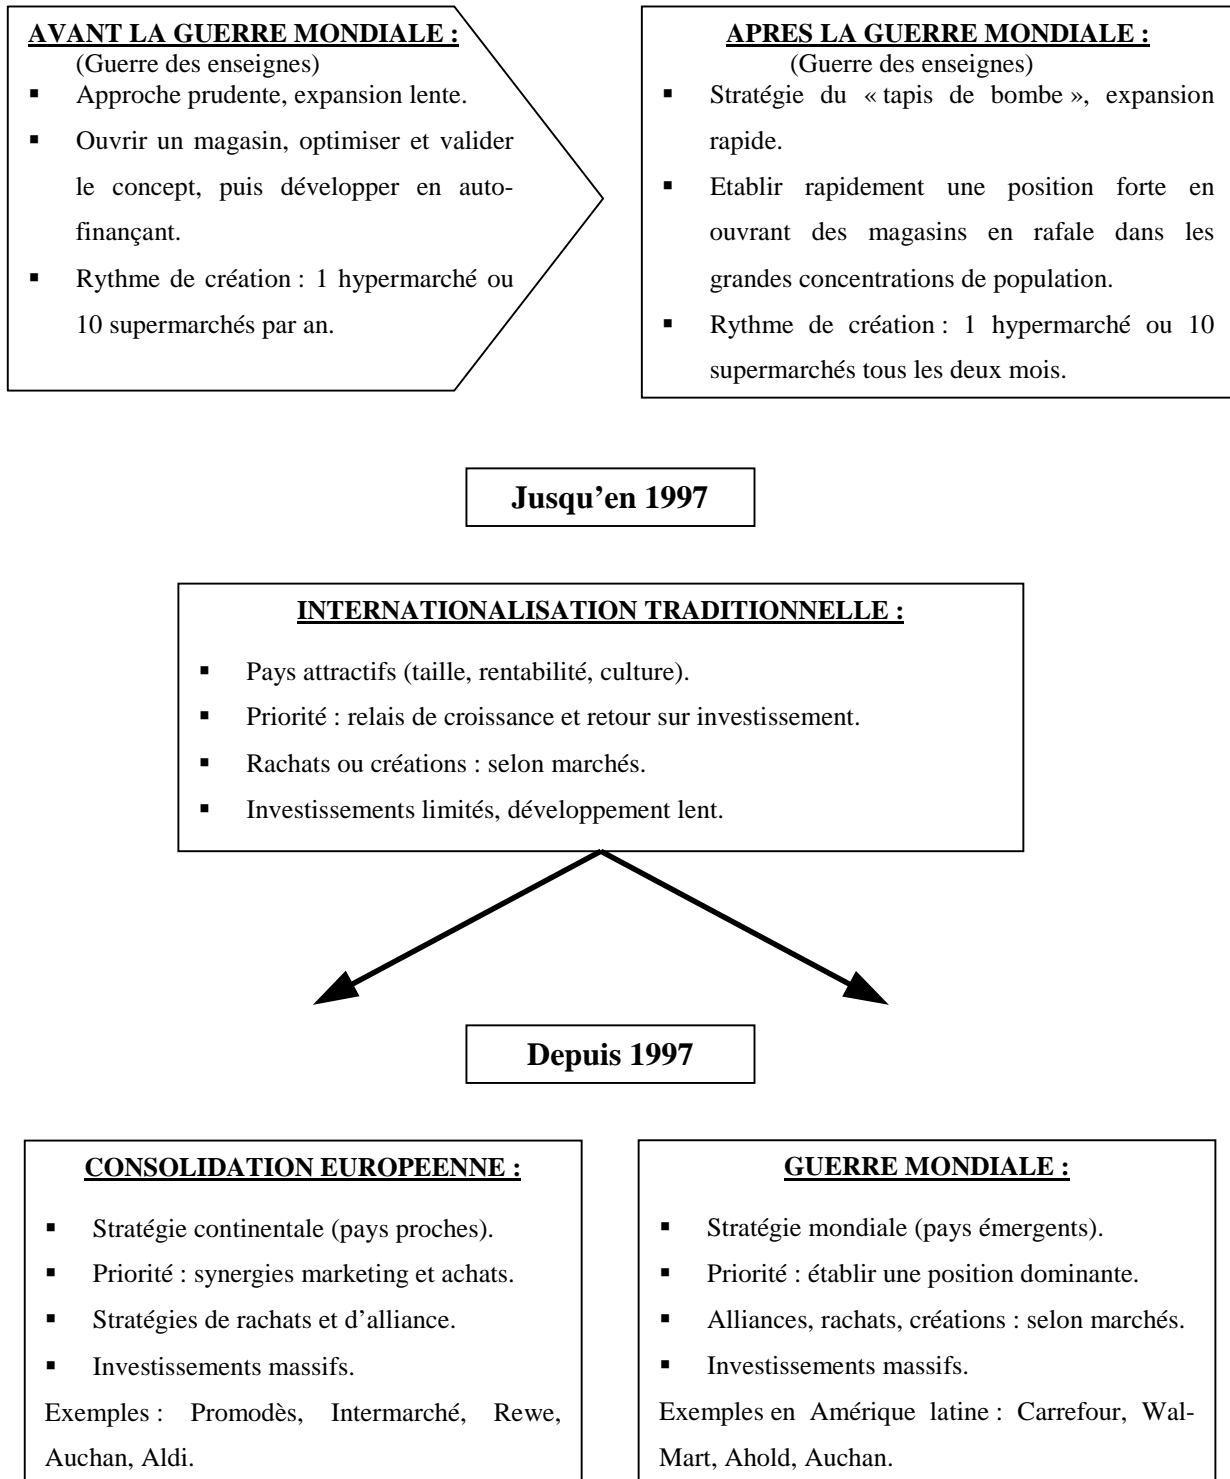 AVANT LA GUERRE MONDIALE :
(Guerre des enseignes)
▪ Approche prudente, expansion lente.
▪ Ouvrir un magasin, optimiser et valider
le concept, puis développer en auto-
finançant.
▪ Rythme de création : 1 hypermarché ou
10 supermarchés par an.
APRES LA GUERRE MONDIALE :
(Guerre des enseignes)
▪ Stratégie du « tapis de bombe », expansion
rapide.
▪ Etablir rapidement une position forte en
ouvrant des magasins en rafale dans les
grandes concentrations de population.
▪ Rythme de création : 1 hypermarché ou 10
supermarchés tous les deux mois.
Jusqu’en 1997
INTERNATIONALISATION TRADITIONNELLE :
▪ Pays attractifs (taille, rentabilité, culture).
▪ Priorité : relais de croissance et retour sur investissement.
▪ Rachats ou créations : selon marchés.
▪ Investissements limités, développement lent.
Depuis 1997
CONSOLIDATION EUROPEENNE :
▪ Stratégie continentale (pays proches).
▪ Priorité : synergies marketing et achats.
▪ Stratégies de rachats et d’alliance.
▪ Investissements massifs.
Exemples : Promodès, Intermarché, Rewe,
Auchan, Aldi.
GUERRE MONDIALE :
▪ Stratégie mondiale (pays émergents).
▪ Priorité : établir une position dominante.
▪ Alliances, rachats, créations : selon marchés.
▪ Investissements massifs.
Exemples en Amérique latine : Carrefour, Wal-
Mart, Ahold, Auchan.